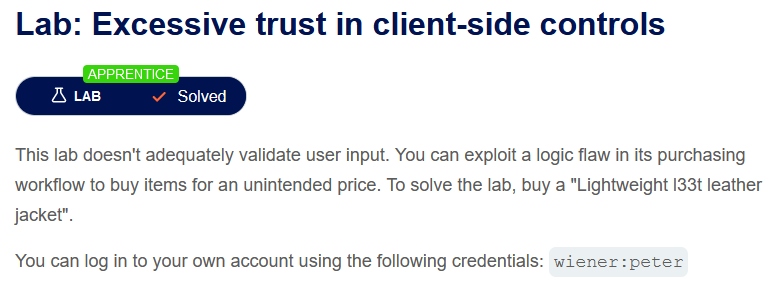 Lab: Excessive trust in client-side controls
APPRENTICE
LAB Solved
This lab doesn't adequately validate user input. You can exploit a logic flaw in its purchasing
workflow to buy items for an unintended price. To solve the lab, buy a "Lightweight l33t leather
jacket".
You can log in to your own account using the following credentials: wiener:peter